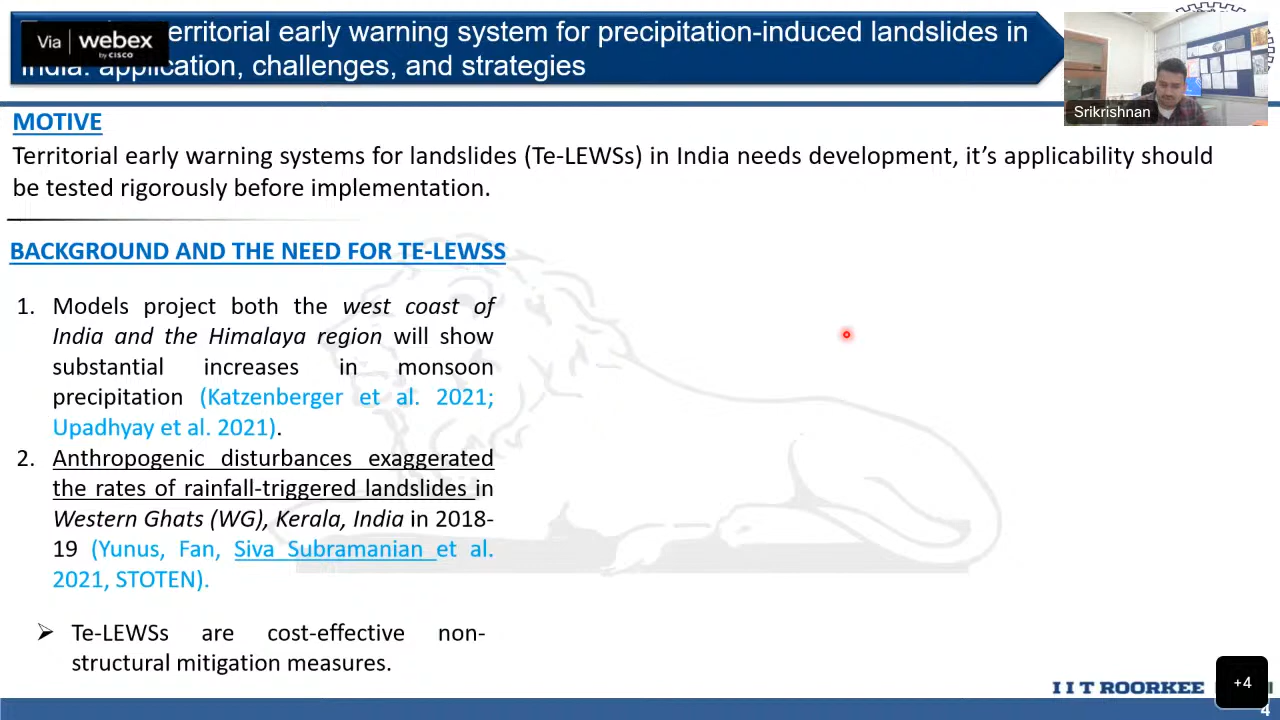 Via webex
by CISCO
erritorial early warning system for precipitation-induced landslides in
India: application, challenges, and strategies
Srikrishnan
MOTIVE
Territorial early warning systems for landslides (Te-LEWSs) in India needs development, it’s applicability should
be tested rigorously before implementation.
BACKGROUND AND THE NEED FOR TE-LEWSS
1. Models project both the west coast of
India and the Himalaya region will show
substantial increases in monsoon
precipitation (Katzenberger et al. 2021;
Upadhyay et al. 2021).
2. Anthropogenic disturbances exaggerated
the rates of rainfall-triggered landslides in
Western Ghats (WG), Kerala, India in 2018-
19 (Yunus, Fan, Siva Subramanian et al.
2021, STOTEN).
➢ Te-LEWSs are cost-effective non-
structural mitigation measures.
I I T ROORKEE
+4
4